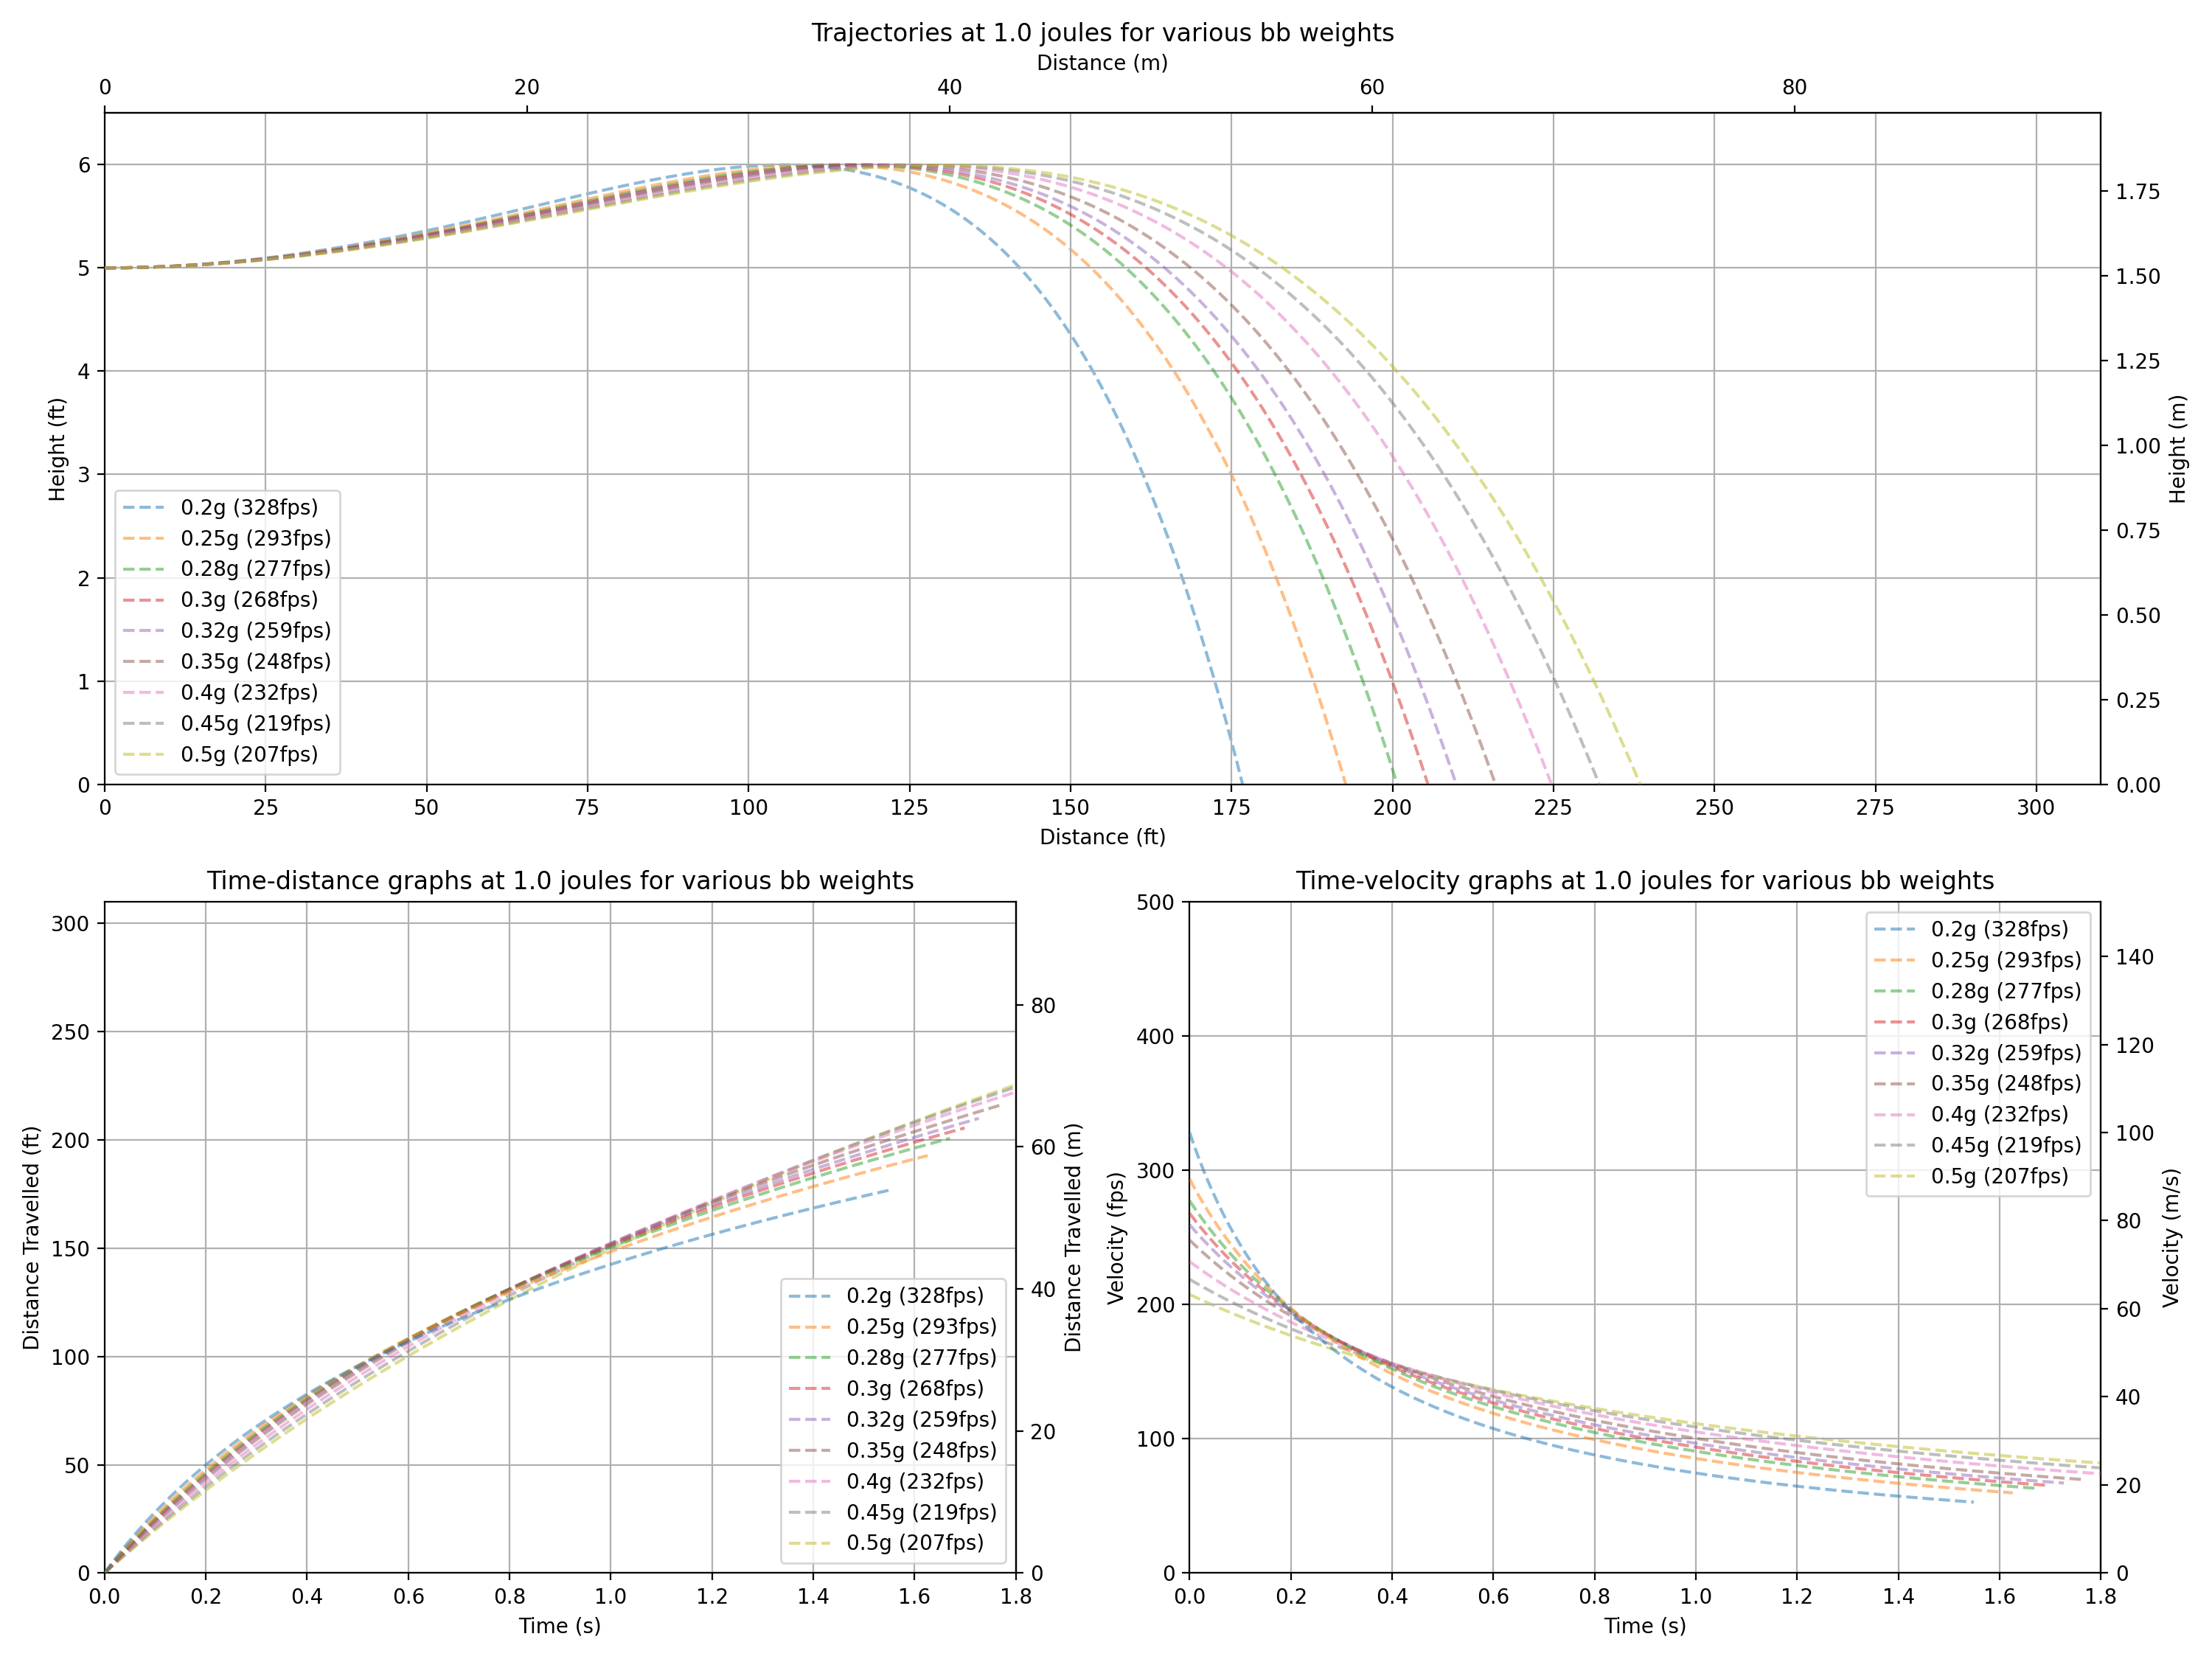 Trajectories at 1.0 joules for various bb weights
Distance (m)
0 20 40 60 80
Height (ft)
6
5
4
3
2
1
0
1.75
1.50
1.25
1.00
0.75
0.50
0.25
0.00
Height (m)
0.2g (328fps)
0.25g (293fps)
0.28g (277fps)
0.3g (268fps)
0.32g (259fps)
0.35g (248fps)
0.4g (232fps)
0.45g (219fps)
0.5g (207fps)
0 25 50 75 100 125 150 175 200 225 250 275 300
Distance (ft)
Time-distance graphs at 1.0 joules for various bb weights
Distance Travelled (ft)
300
250
200
150
100
50
0
80
60
40
20
0
Distance Travelled (m)
0.2g (328fps)
0.25g (293fps)
0.28g (277fps)
0.3g (268fps)
0.32g (259fps)
0.35g (248fps)
0.4g (232fps)
0.45g (219fps)
0.5g (207fps)
0.0 0.2 0.4 0.6 0.8 1.0 1.2 1.4 1.6 1.8
Time (s)
Time-velocity graphs at 1.0 joules for various bb weights
Velocity (fps)
500
400
300
200
100
0
140
120
100
80
60
40
20
0
Velocity (m/s)
0.2g (328fps)
0.25g (293fps)
0.28g (277fps)
0.3g (268fps)
0.32g (259fps)
0.35g (248fps)
0.4g (232fps)
0.45g (219fps)
0.5g (207fps)
0.0 0.2 0.4 0.6 0.8 1.0 1.2 1.4 1.6 1.8
Time (s)